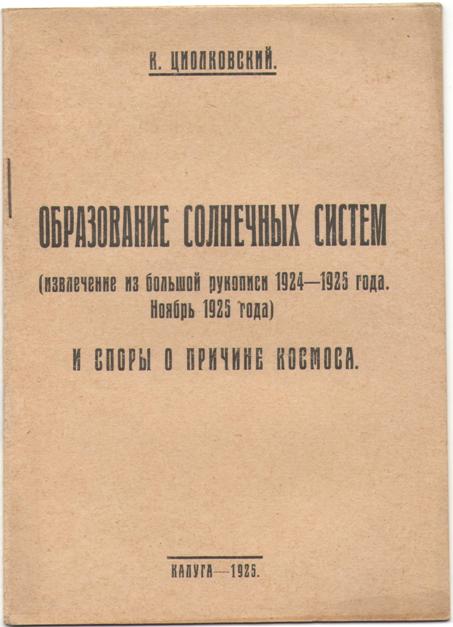 К. ЦИОЛКОВСКИЙ.
ОБРАЗОВАНИЕ СОЛНЕЧНЫХ СИСТЕМ
(извлечение из большой рукописи 1924—1925 года.
Ноябрь 1925 года)
И СПОРЫ О ПРИЧИНЕ КОСМОСА.
КАЛУГА—1925.